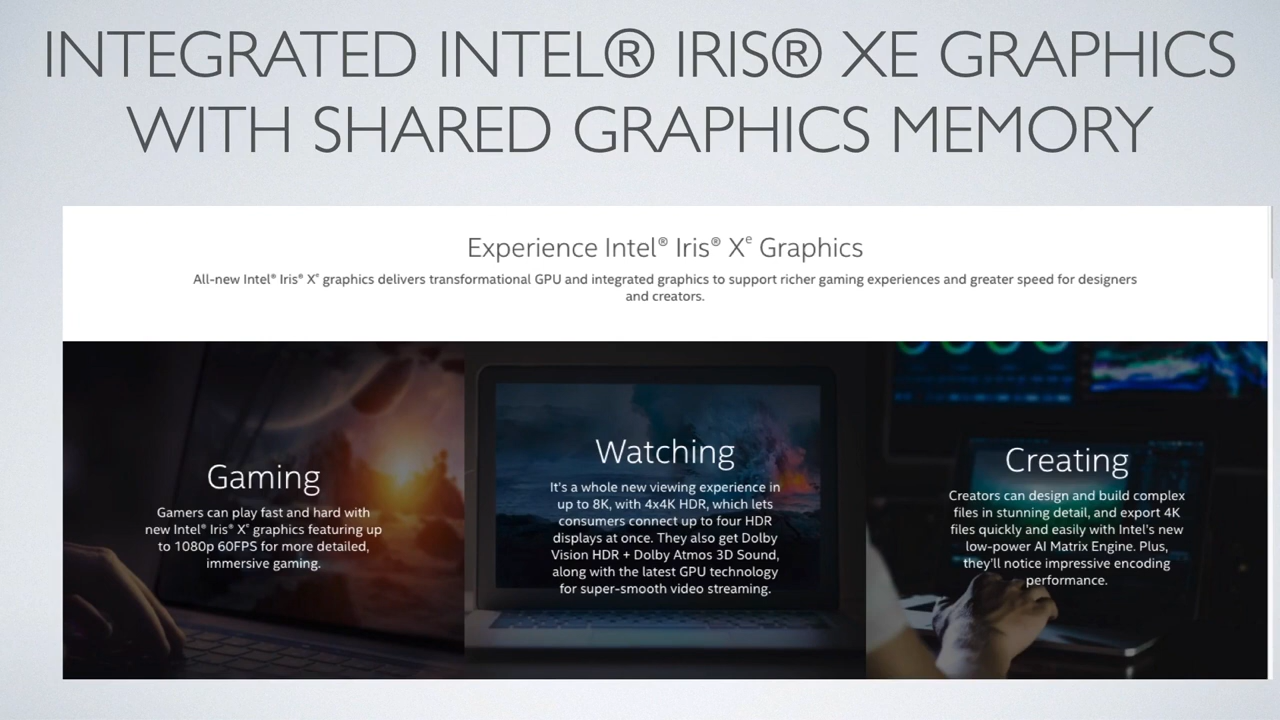 INTEGRATED INTEL® IRIS® XE GRAPHICS
WITH SHARED GRAPHICS MEMORY
Experience Intel® Iris® Xe Graphics
All-new Intel® Iris® Xe graphics delivers transformational GPU and integrated graphics to support richer gaming experiences and greater speed for designers
and creators.
Gaming
Gamers can play fast and hard with
new Intel® Iris® Xe graphics featuring up
to 1080p 60FPS for more detailed,
immersive gaming.
Watching
It's a whole new viewing experience in
up to 8K, with 4x4K HDR, which lets
consumers connect up to four HDR
displays at once. They also get Dolby
Vision HDR + Dolby Atmos 3D Sound,
along with the latest GPU technology
for super-smooth video streaming.
Creating
Creators can design and build complex
files in stunning detail, and export 4K
files quickly and easily with Intel's new
low-power AI Matrix Engine. Plus,
they'll notice impressive encoding
performance.